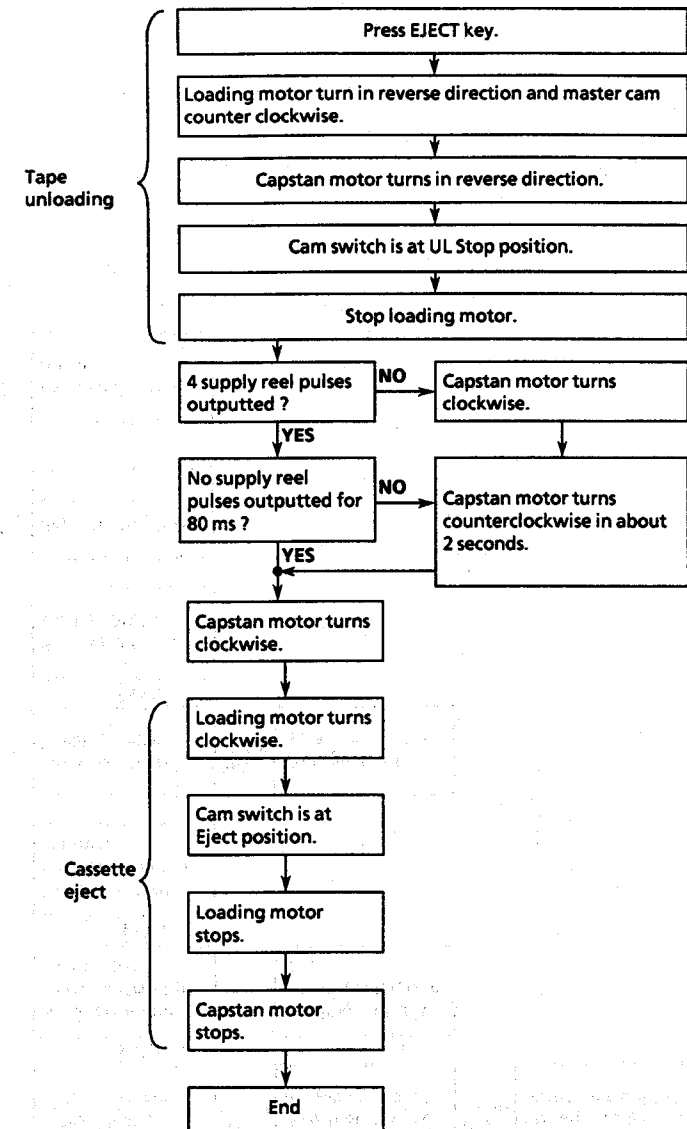 Press EJECT key.
Loading motor turn in reverse direction and master cam
counter clockwise.
Tape
unloading
Capstan motor turns in reverse direction.
Cam switch is at UL Stop position.
Stop loading motor.
4 supply reel pulses
outputted ?
NO
Capstan motor turns
clockwise.
YES
No supply reel
pulses outputted for
80 ms ?
NO
Capstan motor turns
counterclockwise in about
2 seconds.
YES
Capstan motor turns
clockwise.
Loading motor turns
clockwise.
Cam switch is at
Eject position.
Cassette
eject
Loading motor
stops.
Capstan motor
stops.
End